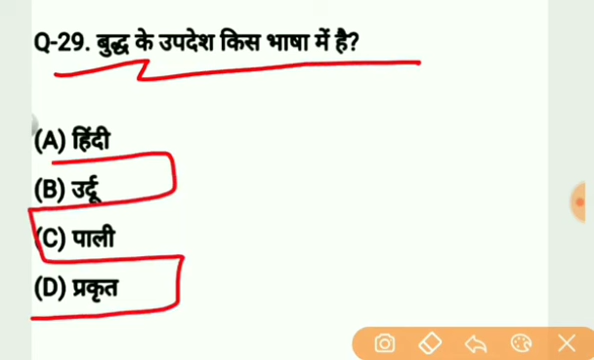 Q-29. बुद्ध के उपदेश किस भाषा में है?
(A) हिंदी
(B) उर्दू
(C) पाली
(D) प्रकृत